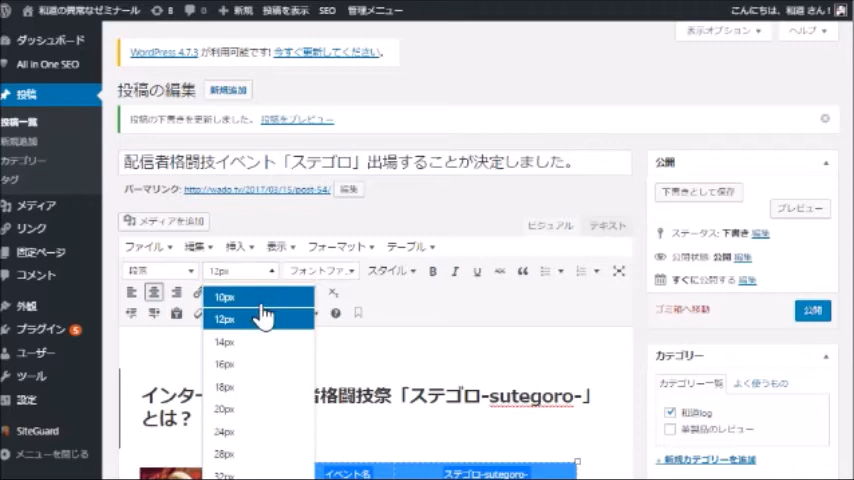 和道の異常なゼミナール 8 0 + 新規 投稿を表示 SEO 管理メニュー こんにちは、和道 さん!
ダッシュボード
All in One SEO
投稿
投稿一覧
新規追加
カテゴリー
タグ
メディア
リンク
固定ページ
コメント
外観
プラグイン 5
ユーザー
ツール
設定
SiteGuard
メニューを閉じる
表示オプション ヘルプ
WordPress 4.7.3 が利用可能です! 今すぐ更新してください。
投稿の編集 新規追加
投稿の下書きを更新しました。 投稿をプレビュー
配信者格闘技イベント「ステゴロ」出場することが決定しました。
パーマリンク: http://wado.tv/2017/03/15/post-54/ 編集
メディアを追加
ビジュアル テキスト
ファイル 編集 挿入 表示 フォーマット テーブル
段落 12px フォントファ... スタイル B I U ABC
10px
12px
14px
16px
18px
20px
24px
28px
32px
インター
者格闘技祭「ステゴロ-sutegoro-」
とは?
イベント名 ステゴロ-sutegoro-
公開
下書きとして保存
プレビュー
ステータス: 下書き 編集
公開状態: 公開 編集
すぐに公開する 編集
ゴミ箱へ移動 公開
カテゴリー
カテゴリー一覧 よく使うもの
和道log
革製品のレビュー
+ 新規カテゴリーを追加